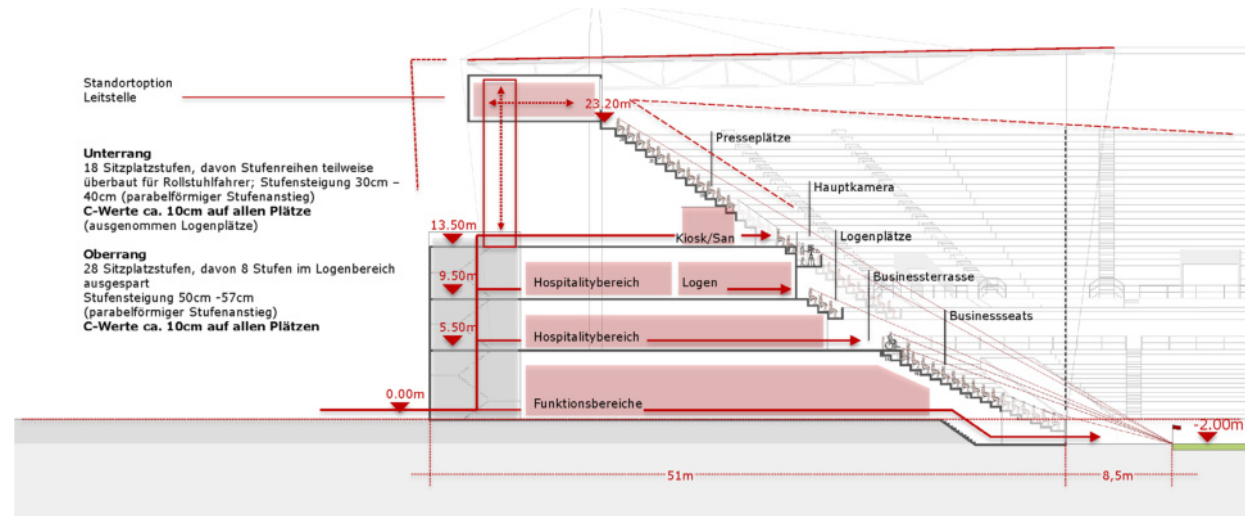 Standortoption
Leitstelle
Unterrang
18 Sitzplatzstufen, davon Stufenreihen teilweise
überbaut für Rollstuhlfahrer; Stufensteigung 30cm –
40cm (parabelförmiger Stufenanstieg)
C-Werte ca. 10cm auf allen Plätze
(ausgenommen Logenplätze)
Oberrang
28 Sitzplatzstufen, davon 8 Stufen im Logenbereich
ausgespart
Stufensteigung 50cm -57cm
(parabelförmiger Stufenanstieg)
C-Werte ca. 10cm auf allen Plätzen
23.20m
Presseplätze
Hauptkamera
13.50m
Kiosk/San
Logenplätze
9.50m
Hospitalitybereich
Logen
Businessterrasse
5.50m
Hospitalitybereich
Businessseats
0.00m
Funktionsbereiche
-2.00m
51m
8,5m